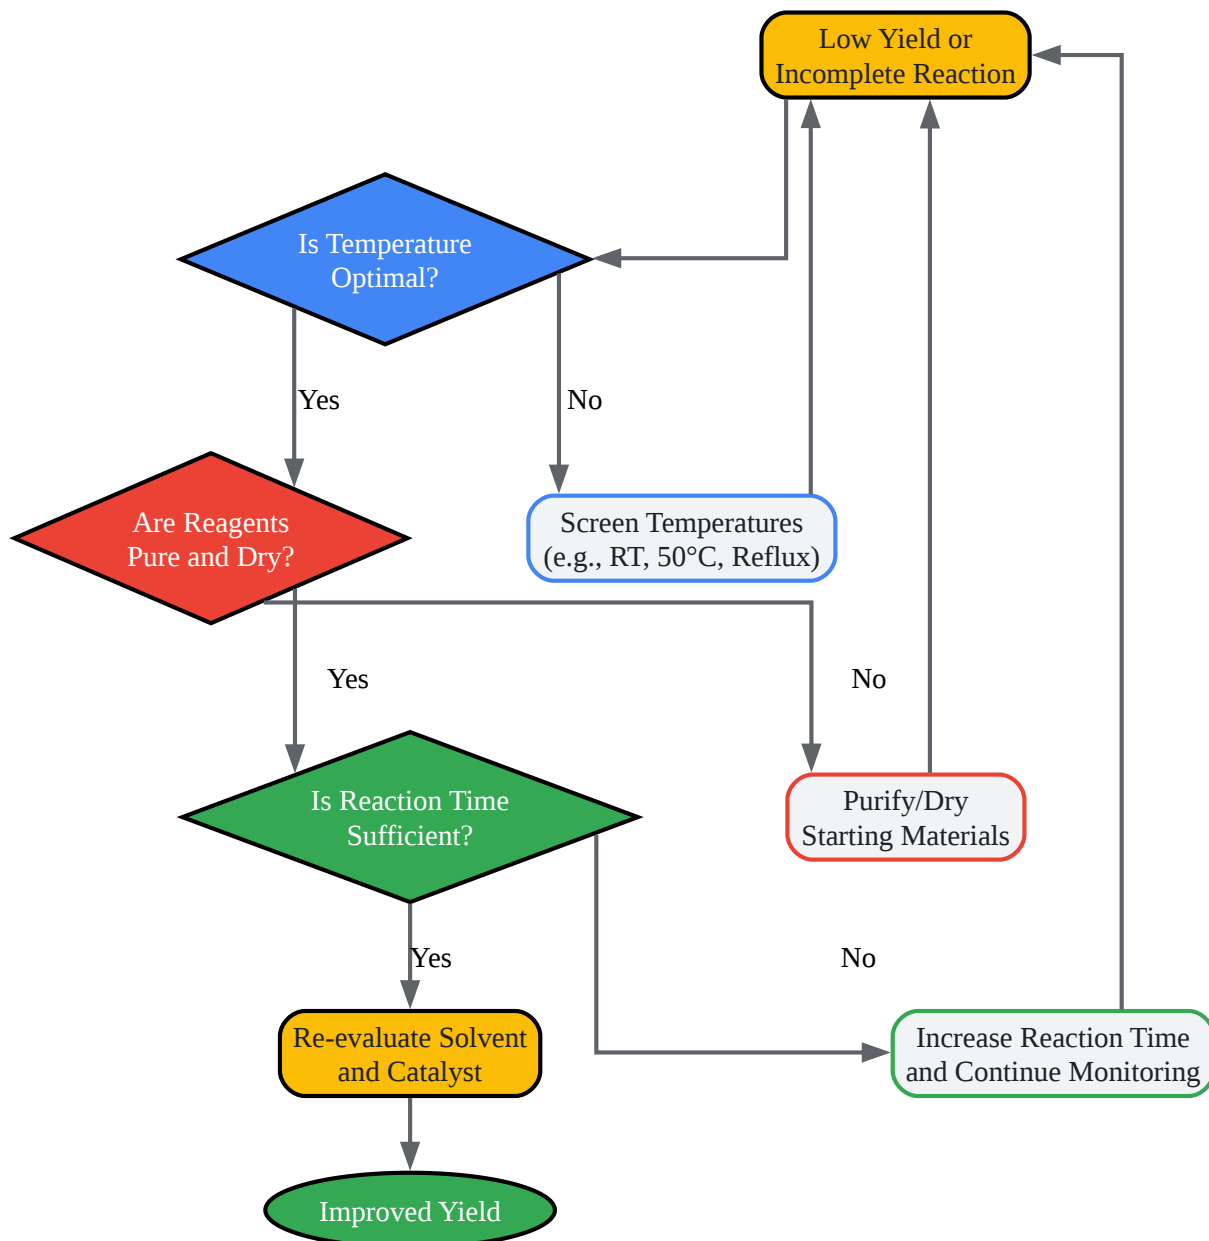 Low Yield or
Incomplete Reaction
Is Temperature
Optimal?
Yes
No
Are Reagents
Pure and Dry?
Screen Temperatures
(e.g., RT, 50°C, Reflux)
Yes
No
Is Reaction Time
Sufficient?
Purify/Dry
Starting Materials
Yes
No
Re-evaluate Solvent
and Catalyst
Increase Reaction Time
and Continue Monitoring
Improved Yield